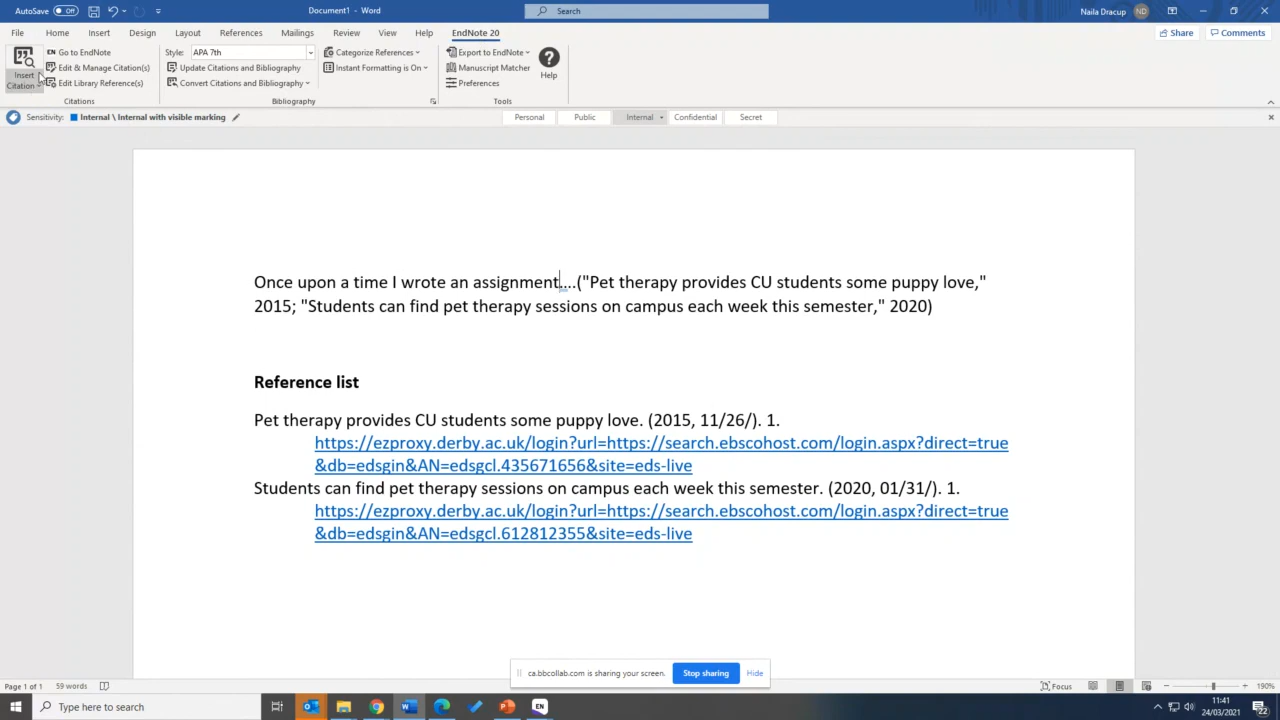 AutoSave Off Document1 - Word Search Naila Dracup ND
File Home Insert Design Layout References Mailings Review View Help EndNote 20 Share Comments
Insert Citation
Go to EndNote
Edit & Manage Citation(s)
Edit Library Reference(s)
Citations
Style: APA 7th
Update Citations and Bibliography
Convert Citations and Bibliography
Categorize References
Instant Formatting is On
Bibliography
Export to EndNote
Manuscript Matcher
Preferences
Help
Tools
Sensitivity: Internal \ Internal with visible marking Personal Public Internal Confidential Secret
Once upon a time I wrote an assignment....("Pet therapy provides CU students some puppy love,"
2015; "Students can find pet therapy sessions on campus each week this semester," 2020)
Reference list
Pet therapy provides CU students some puppy love. (2015, 11/26/). 1.
https://ezproxy.derby.ac.uk/login?url=https://search.ebscohost.com/login.aspx?direct=true
&db=edsgin&AN=edsgcl.435671656&site=eds-live
Students can find pet therapy sessions on campus each week this semester. (2020, 01/31/). 1.
https://ezproxy.derby.ac.uk/login?url=https://search.ebscohost.com/login.aspx?direct=true
&db=edsgin&AN=edsgcl.612812355&site=eds-live
ca.bbcollab.com is sharing your screen. Stop sharing Hide
Page 1 of 1 59 words Focus 190%
Type here to search EN 11:41
24/03/2021 22